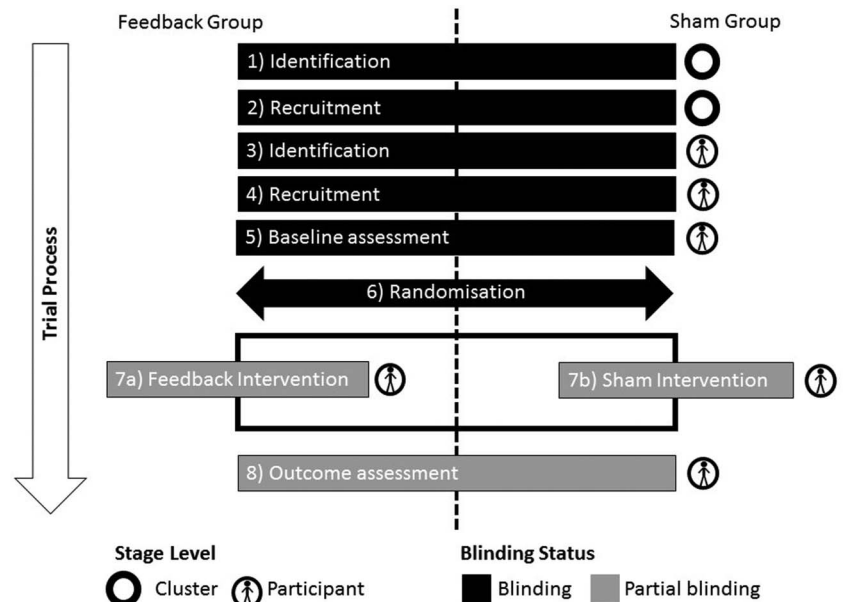 Feedback Group
Sham Group
1) Identification
2) Recruitment
3) Identification
4) Recruitment
5) Baseline assessment
6) Randomisation
7a) Feedback Intervention
7b) Sham Intervention
8) Outcome assessment
Trial Process
Stage Level
Cluster
Participant
Blinding Status
Blinding
Partial blinding